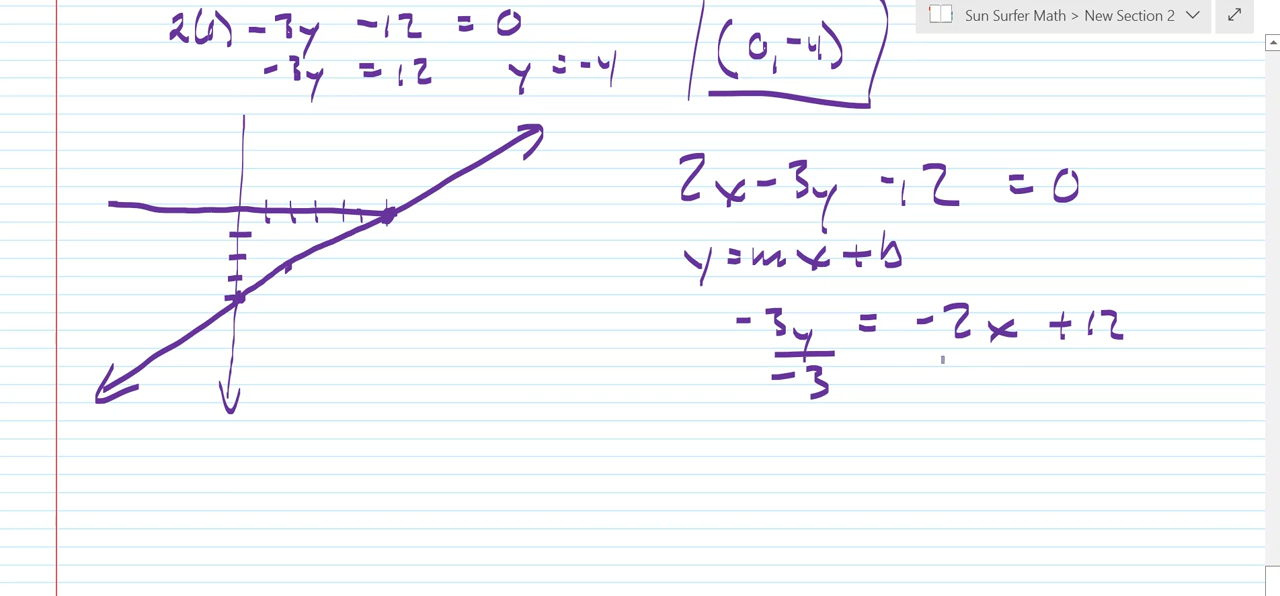 Sun Surfer Math > New Section 2
2(0) -3y -12 = 0
-3y = 12 y = -4
(0, -4)
2x - 3y -12 = 0
y = mx + b
-3y = -2x + 12
-3